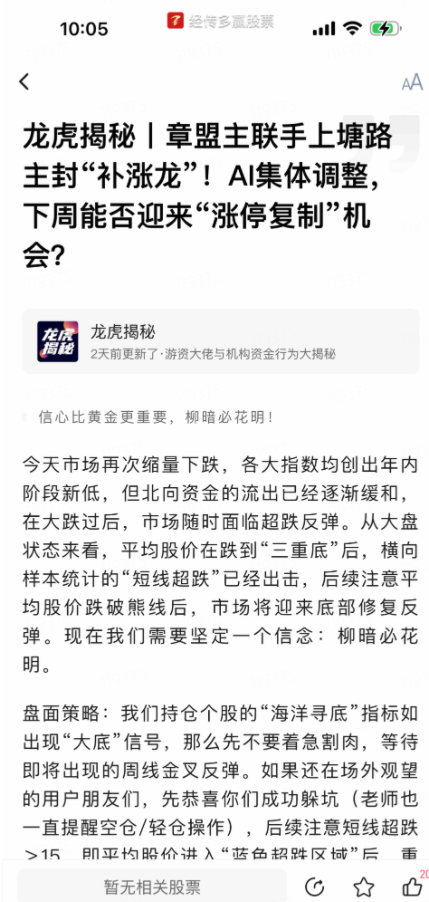 10:05
经传多赢股票
AA
龙虎揭秘丨章盟主联手上塘路
主封“补涨龙”！AI集体调整，
下周能否迎来“涨停复制”机
会？
龙虎揭秘
龙虎揭秘
2天前更新了·游资大佬与机构资金行为大揭秘
信心比黄金更重要，柳暗必花明！
今天市场再次缩量下跌，各大指数均创出年内
阶段新低，但北向资金的流出已经逐渐缓和，
在大跌过后，市场随时面临超跌反弹。从大盘
状态来看，平均股价在跌到“三重底”后，横向
样本统计的“短线超跌”已经出击，后续注意平
均股价跌破熊线后，市场将迎来底部修复反
弹。现在我们需要坚定一个信念：柳暗必花
明。
盘面策略：我们持仓个股的“海洋寻底”指标如
出现“大底”信号，那么先不要着急割肉，等待
即将出现的周线金叉反弹。如果还在场外观望
的用户朋友们，先恭喜你们成功躲坑（老师也
一直提醒空仓/轻仓操作），后续注意短线超跌
>15，即平均股价进入“蓝色超跌区域”后，重
暂无相关股票
20